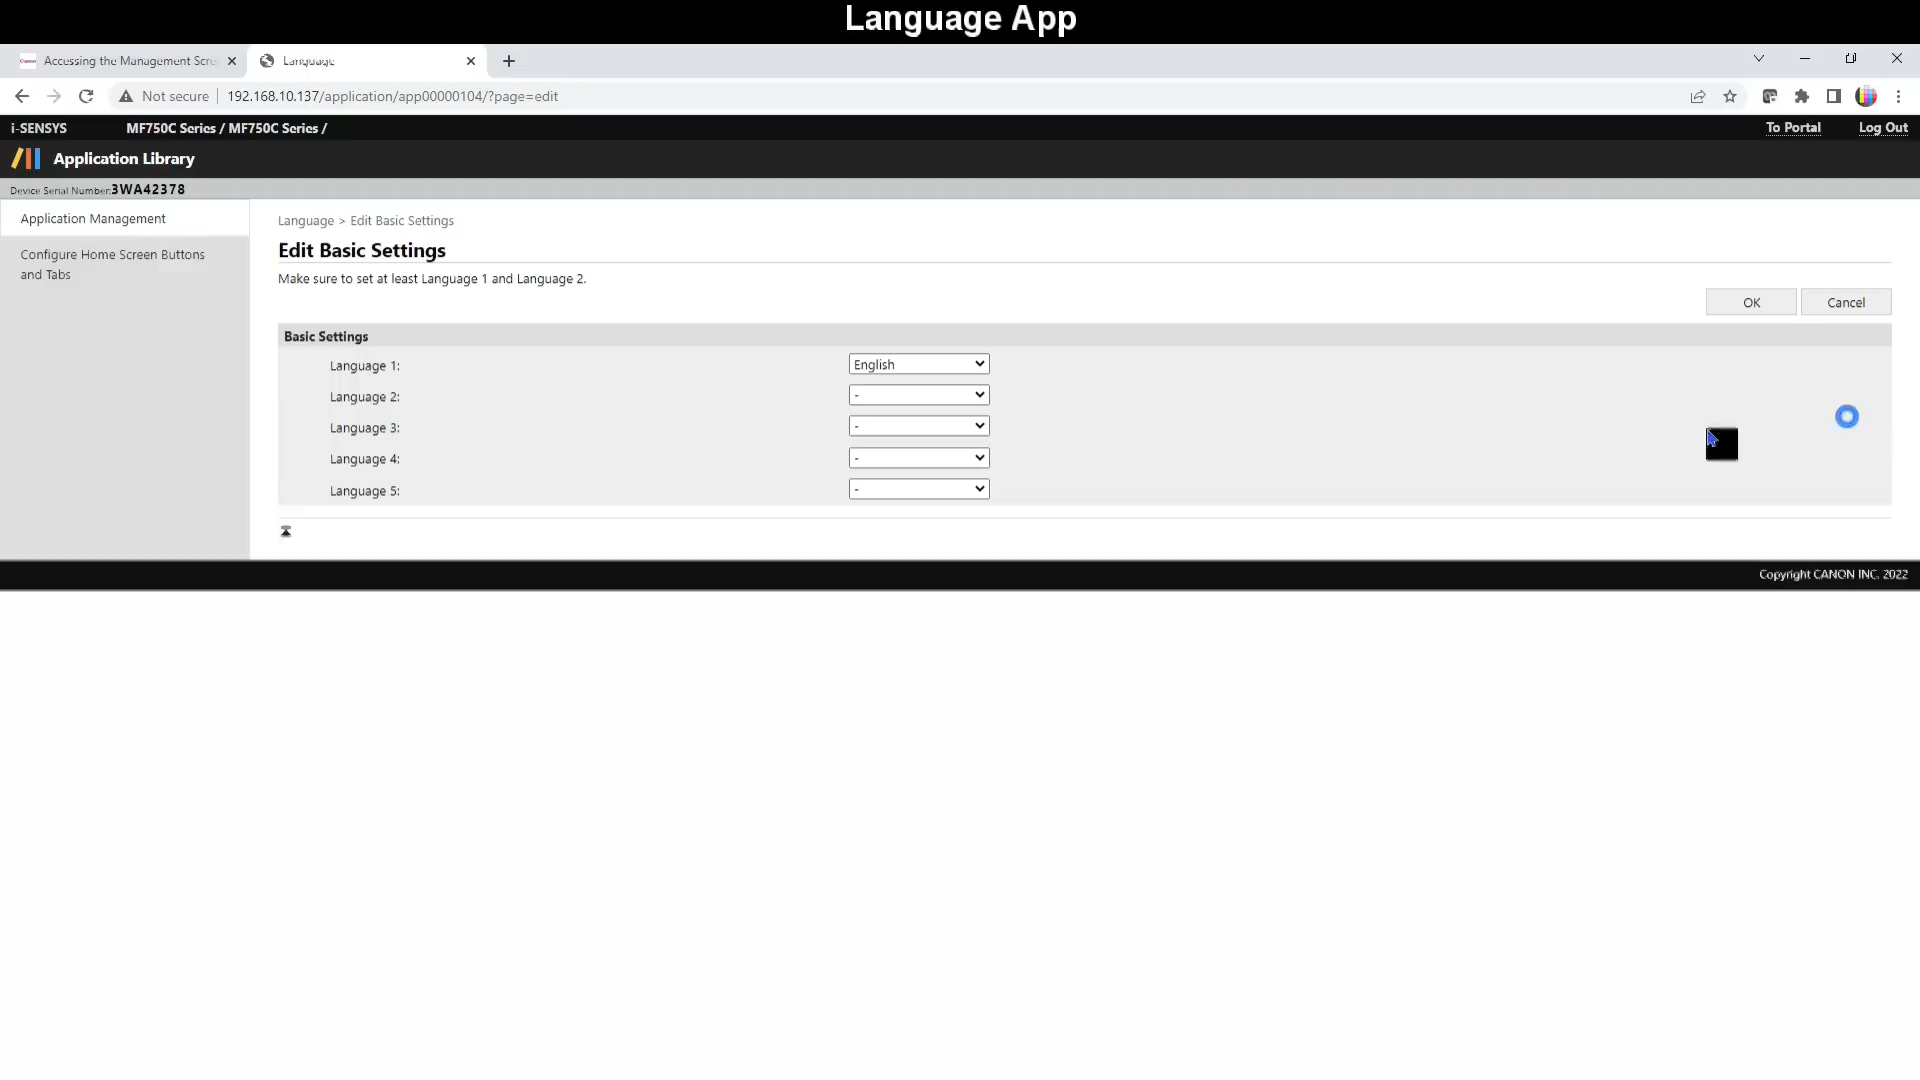 Language App
Accessing the Management Scre
Language
Not secure
192.168.10.137/application/app00000104/?page=edit
i-SENSYS
MF750C Series / MF750C Series /
To Portal
Log Out
Application Library
Device Serial Number:3WA42378
Application Management
Configure Home Screen Buttons
and Tabs
Language > Edit Basic Settings
Edit Basic Settings
Make sure to set at least Language 1 and Language 2.
OK
Cancel
Basic Settings
Language 1:
English
Language 2:
-
Language 3:
-
Language 4:
-
Language 5:
-
Copyright CANON INC. 2022